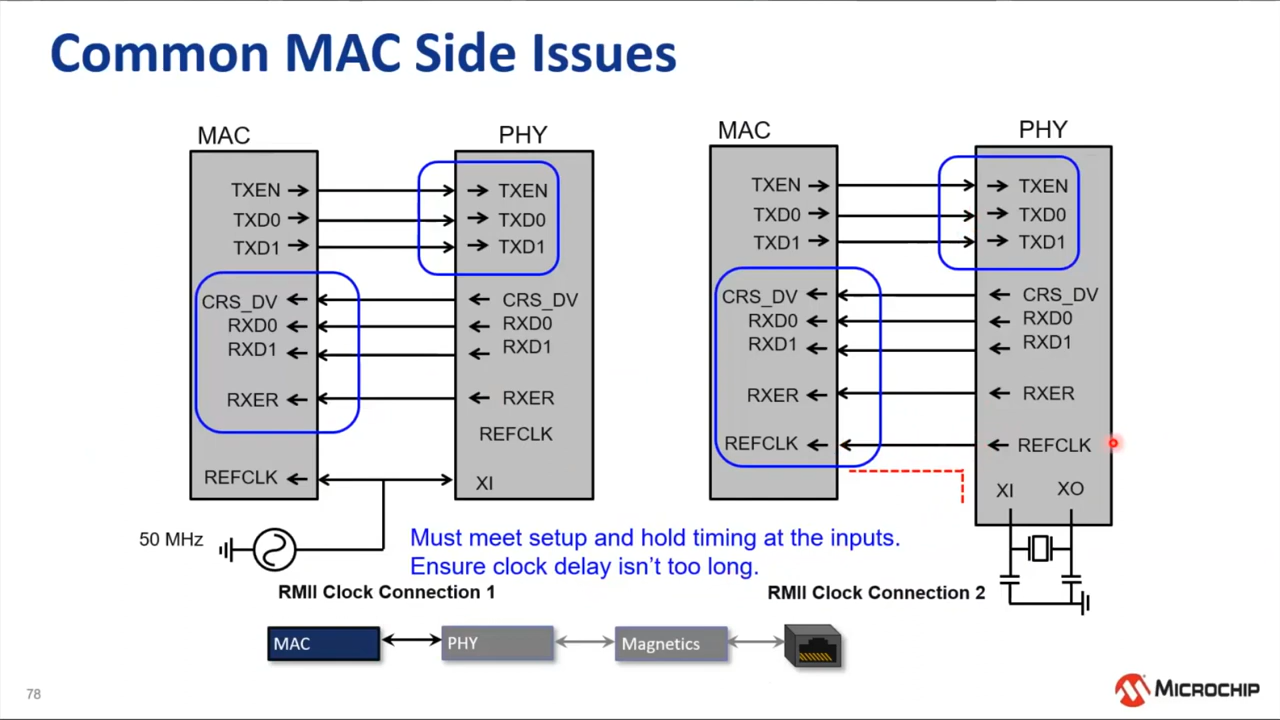 Common MAC Side Issues
MAC
PHY
TXEN
TXD0
TXD1
CRS_DV
RXD0
RXD1
RXER
REFCLK
TXEN
TXD0
TXD1
CRS_DV
RXD0
RXD1
RXER
REFCLK
XI
50 MHz
RMII Clock Connection 1
MAC
PHY
TXEN
TXD0
TXD1
CRS_DV
RXD0
RXD1
RXER
REFCLK
TXEN
TXD0
TXD1
CRS_DV
RXD0
RXD1
RXER
REFCLK
XI
XO
Must meet setup and hold timing at the inputs.
Ensure clock delay isn't too long.
RMII Clock Connection 2
MAC
PHY
Magnetics
78
MICROCHIP